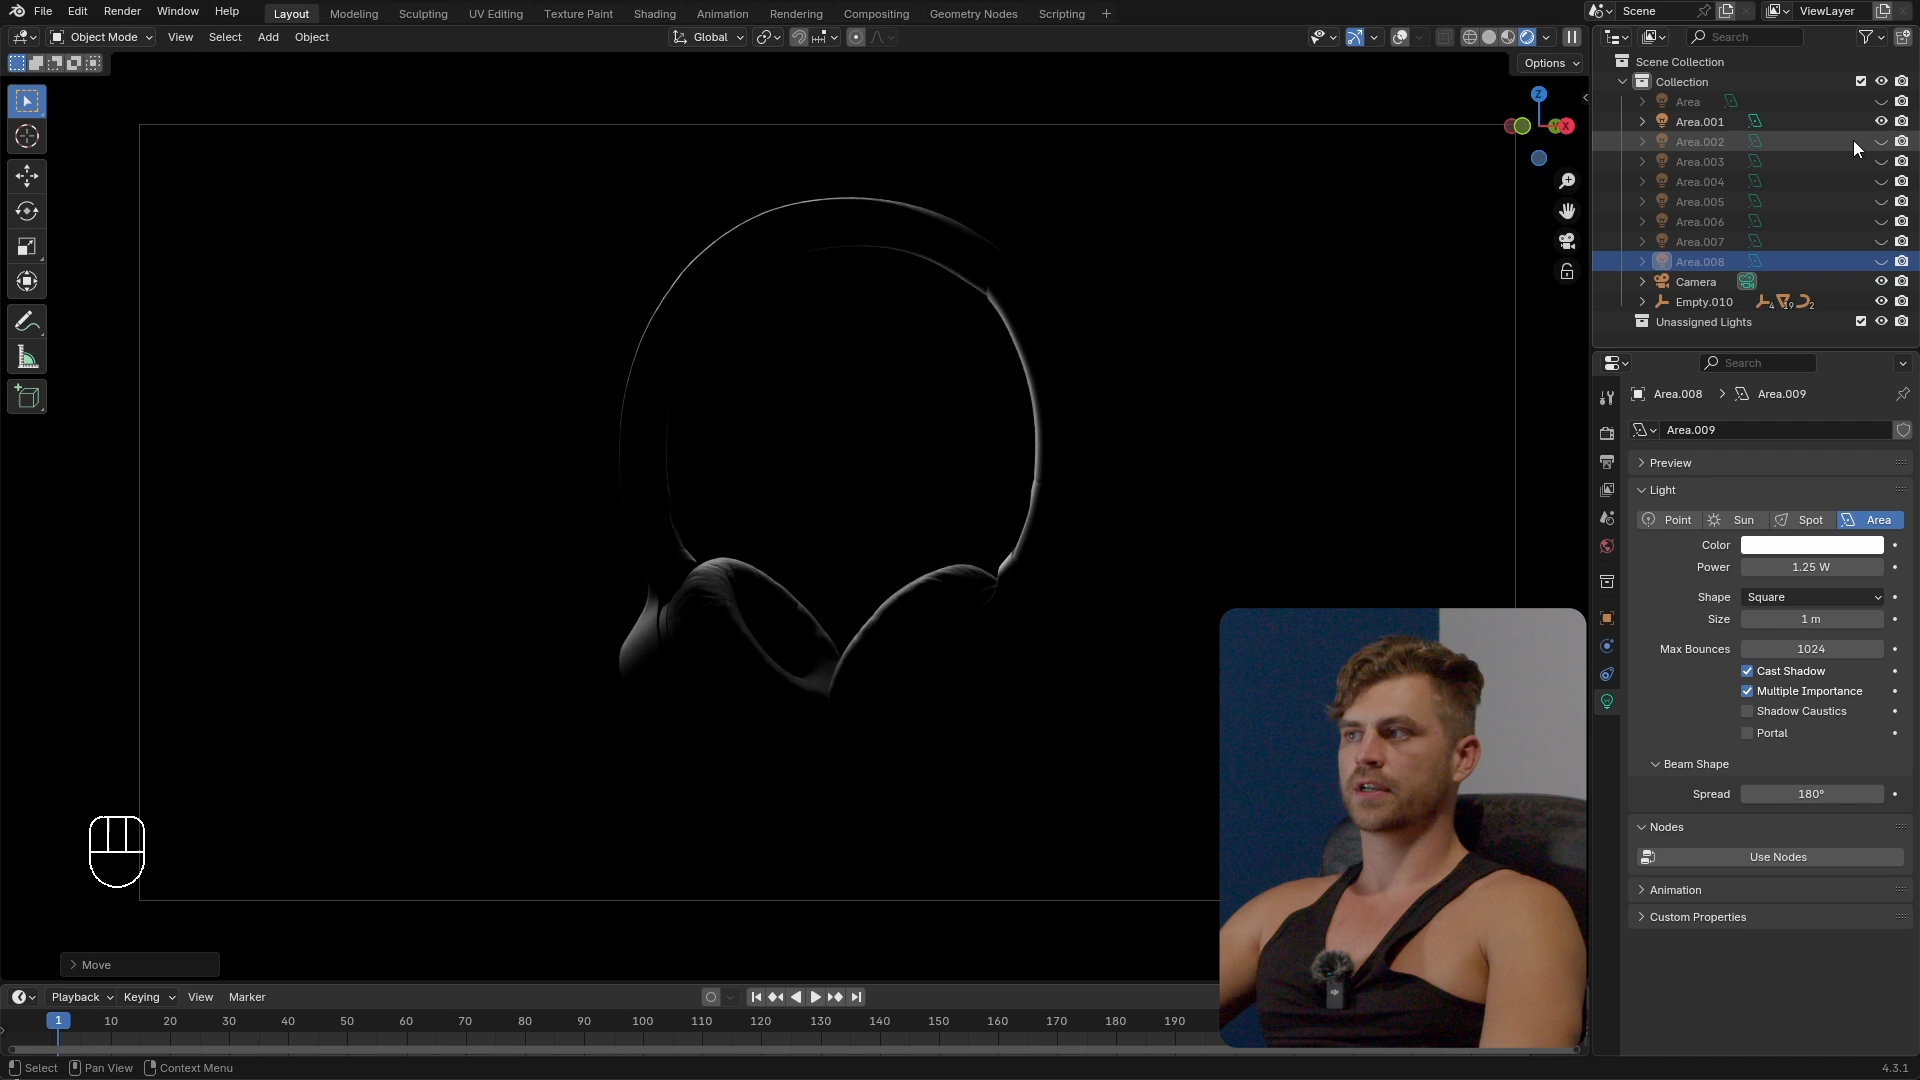 File Edit Render Window Help
Layout Modeling Sculpting UV Editing Texture Paint Shading Animation Rendering Compositing Geometry Nodes Scripting +
Scene
ViewLayer
Object Mode View Select Add Object
Global
Search
Options
Scene Collection
Collection
Area
Area.001
Area.002
Area.003
Area.004
Area.005
Area.006
Area.007
Area.008
Camera
Empty.010 4 19 2
Unassigned Lights
Z
X
Search
Area.008 > Area.009
Area.009
Preview
Light
Point Sun Spot Area
Color
Power 1.25 W
Shape Square
Size 1 m
Max Bounces 1024
Cast Shadow
Multiple Importance
Shadow Caustics
Portal
Beam Shape
Spread 180°
Nodes
Use Nodes
Animation
Custom Properties
Move
Playback Keying View Marker
1 10 20 30 40 50 60 70 80 90 100 110 120 130 140 150 160 170 180 190
Select Pan View Context Menu
4.3.1